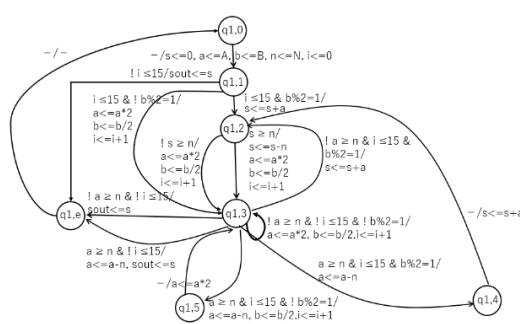 q1,0
−/−
−/s<=0, a<=A, b<=B, n<=N, i<=0
!i ≤15/sout<=s
q1,1
i ≤15 & ! b%2=1/
a<=a*2
b<=b/2
i<=i+1
i ≤15 & b%2=1/
s<=s+a
q1,2
! s ≥ n/
a<=a*2
b<=b/2
i<=i+1
s ≥ n/
s<=s-n
a<=a*2
b<=b/2
i<=i+1
! a ≥ n & i ≤15 &
b%2=1/
s<=s+a
! a ≥ n & ! i ≤15/
sout<=s
q1,e
q1,3
! a ≥ n & ! i ≤15 & ! b%2=1/
a<=a*2, b<=b/2,i<=i+1
−/s<=s+a
a ≥ n & ! i ≤15/
a<=a-n, sout<=s
a ≥ n & i ≤15 & b%2=1/
a<=a-n
−/a<=a*2
q1,5
a ≥ n & i ≤15 & ! b%2=1/
a<=a-n, b<=b/2,i<=i+1
q1,4